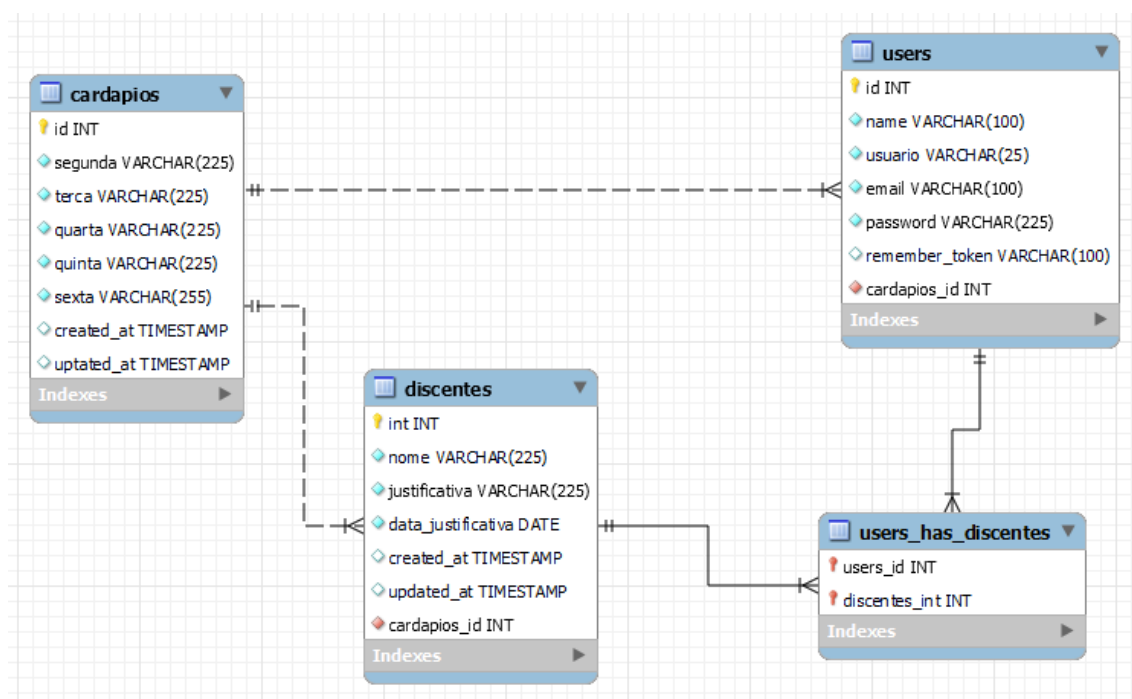 cardapios
id INT
segunda VARCHAR(225)
terca VARCHAR(225)
quarta VARCHAR(225)
quinta VARCHAR(225)
sexta VARCHAR(255)
created_at TIMESTAMP
uptated_at TIMESTAMP
Indexes
users
id INT
name VARCHAR(100)
usuario VARCHAR(25)
email VARCHAR(100)
password VARCHAR(225)
remember_token VARCHAR(100)
cardapios_id INT
Indexes
discentes
int INT
nome VARCHAR(225)
justificativa VARCHAR(225)
data_justificativa DATE
created_at TIMESTAMP
updated_at TIMESTAMP
cardapios_id INT
Indexes
users_has_discentes
users_id INT
discentes_int INT
Indexes